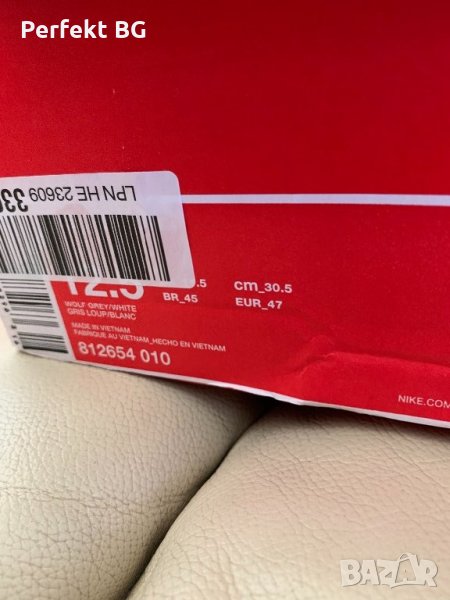 Perfekt BG
LPN HE 23609
12.5
.5
cm_30.5
BR_45
EUR_47
WOLF GREY/WHITE
GRIS LOUP/BLANC
MADE IN VIETNAM
FABRIQUE AU VIETNAM_HECHO EN VIETNAM
812654 010
NIKE.COM
BAZAR